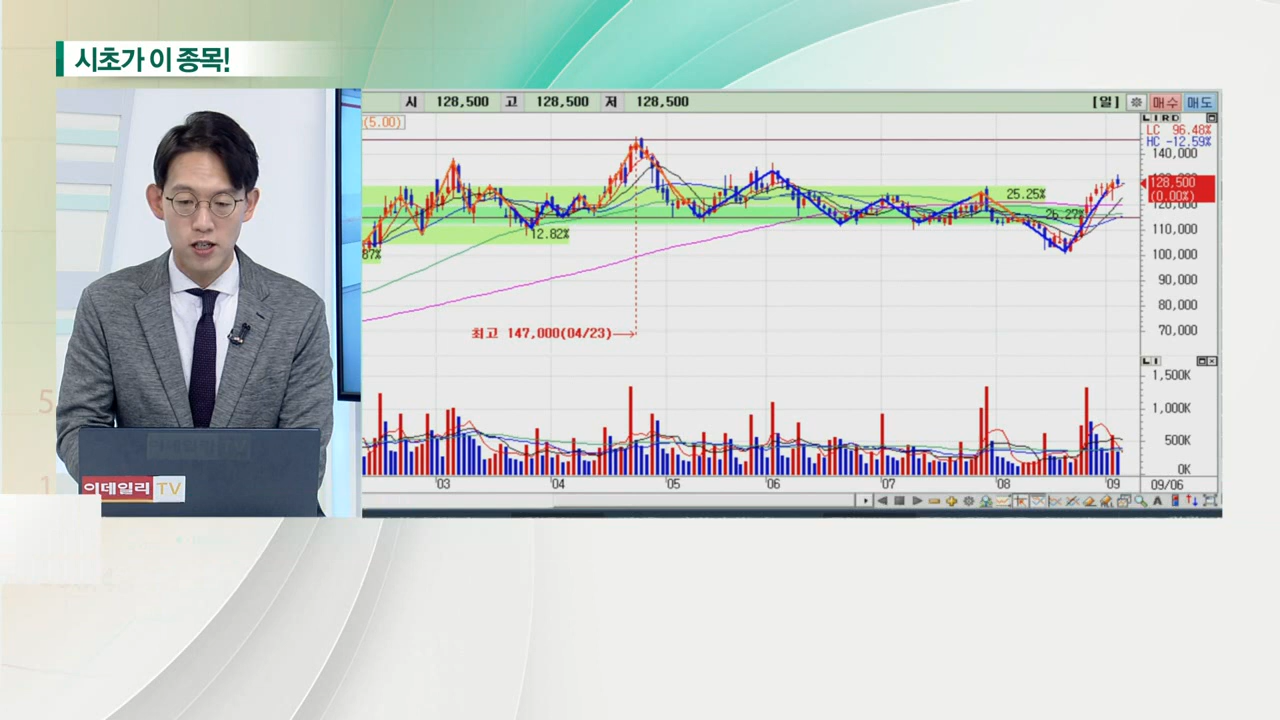 시초가 이 종목!
시 128,500 고 128,500 저 128,500 [일] 매수 매도
(5.00)
LC 96.48%
HC -12.59%
140,000
128,500
(0.00%)
120,000
110,000
100,000
90,000
80,000
70,000
25.25%
26.27%
12.82%
87%
최고 147,000(04/23)
1,500K
1,000K
500K
0K
'03 '04 '05 '06 '07 '08 '09 09/06
이데일리 TV